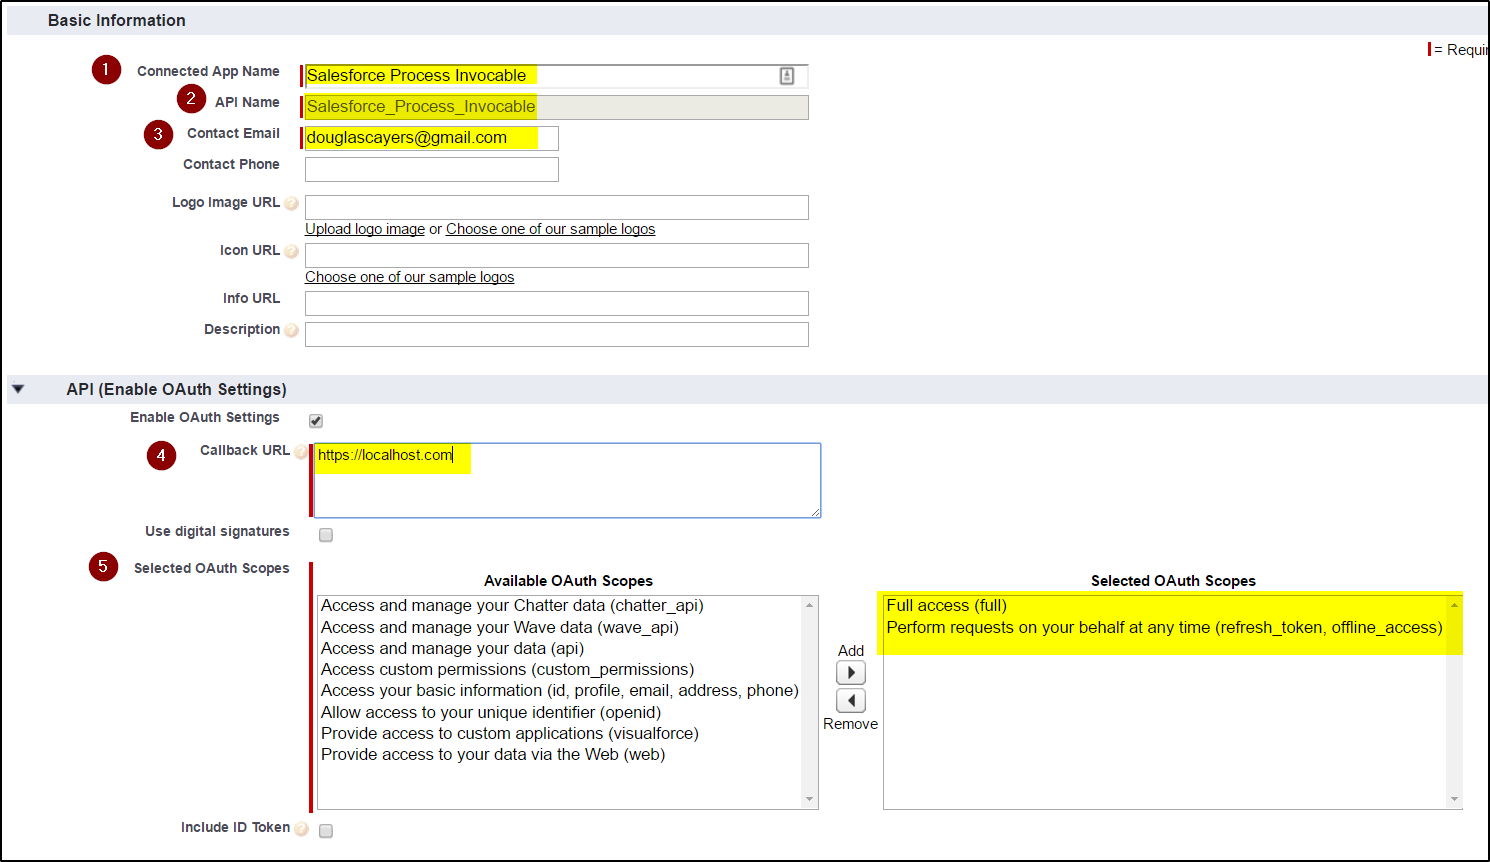 Basic Information
= Requir
1 Connected App Name Salesforce Process Invocable
2 API Name Salesforce_Process_Invocable
3 Contact Email douglascayers@gmail.com
Contact Phone
Logo Image URL ?
Upload logo image or Choose one of our sample logos
Icon URL ?
Choose one of our sample logos
Info URL
Description ?
API (Enable OAuth Settings)
Enable OAuth Settings
4 Callback URL ? https://localhost.com
Use digital signatures
5 Selected OAuth Scopes
Available OAuth Scopes
Access and manage your Chatter data (chatter_api)
Access and manage your Wave data (wave_api)
Access and manage your data (api)
Access custom permissions (custom_permissions)
Access your basic information (id, profile, email, address, phone)
Allow access to your unique identifier (openid)
Provide access to custom applications (visualforce)
Provide access to your data via the Web (web)
Add
Remove
Selected OAuth Scopes
Full access (full)
Perform requests on your behalf at any time (refresh_token, offline_access)
Include ID Token ?